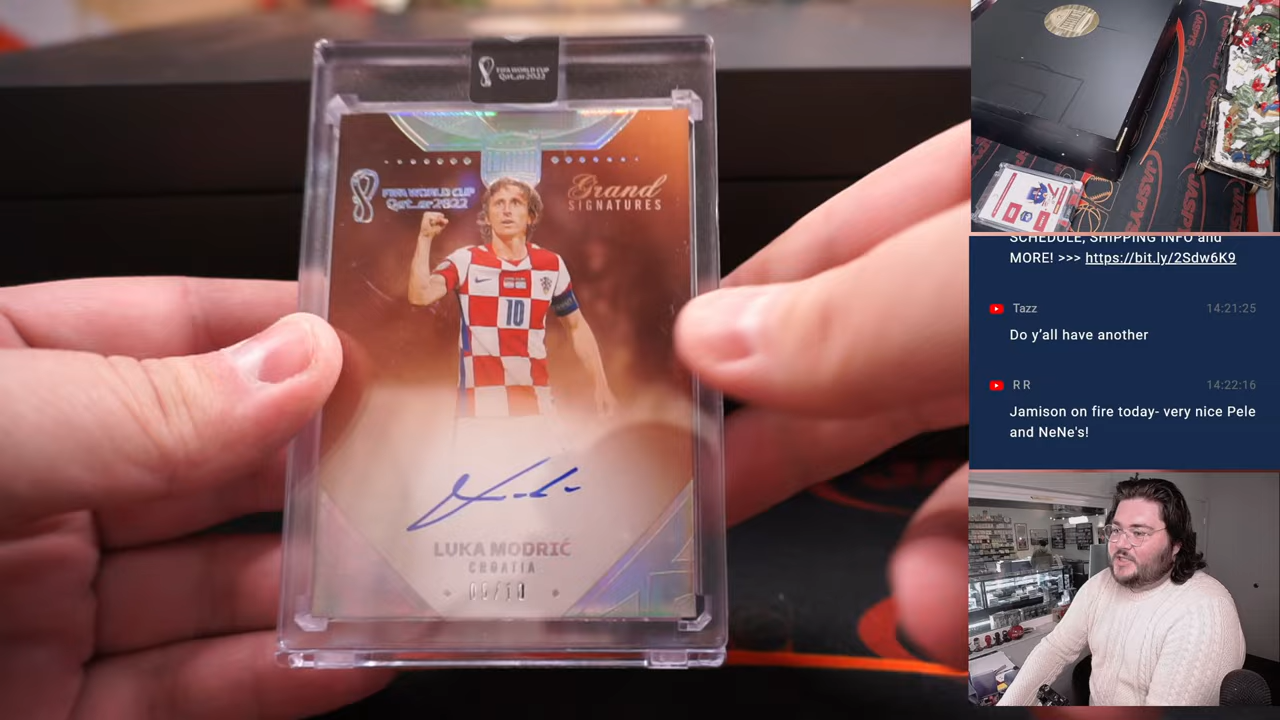 FIFA WORLD CUP
Qatar2022
FIFA WORLD CUP
Qatar2022
Grand
SIGNATURES
10
LUKA MODRIĆ
CROATIA
JASPY
SCHEDULE, SHIPPING INFO and
MORE! >>> https://bit.ly/2Sdw6K9
Tazz 14:21:25
Do y’all have another
R R 14:22:16
Jamison on fire today- very nice Pele
and NeNe's!